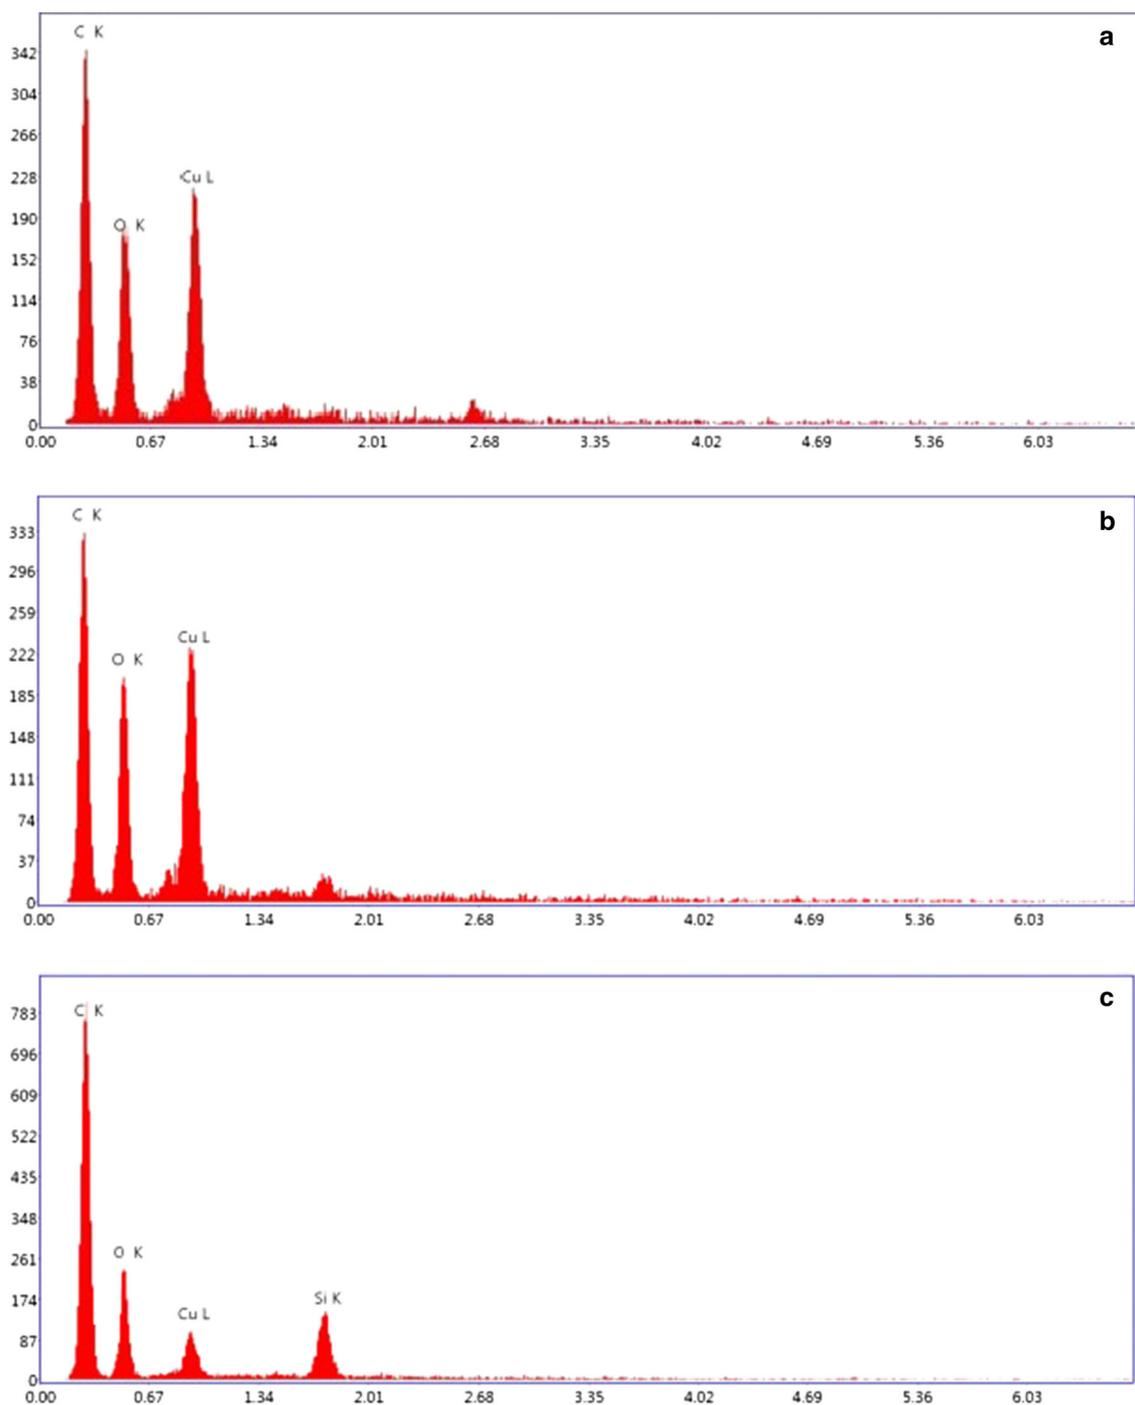 a
C K
342
304
266
228
190
152
114
76
38
0
Cu L
O K
0.00 0.67 1.34 2.01 2.68 3.35 4.02 4.69 5.36 6.03
b
C K
333
296
259
222
185
148
111
74
37
0
Cu L
O K
0.00 0.67 1.34 2.01 2.68 3.35 4.02 4.69 5.36 6.03
c
C K
783
696
609
522
435
348
261
174
87
0
O K
Si K
Cu L
0.00 0.67 1.34 2.01 2.68 3.35 4.02 4.69 5.36 6.03